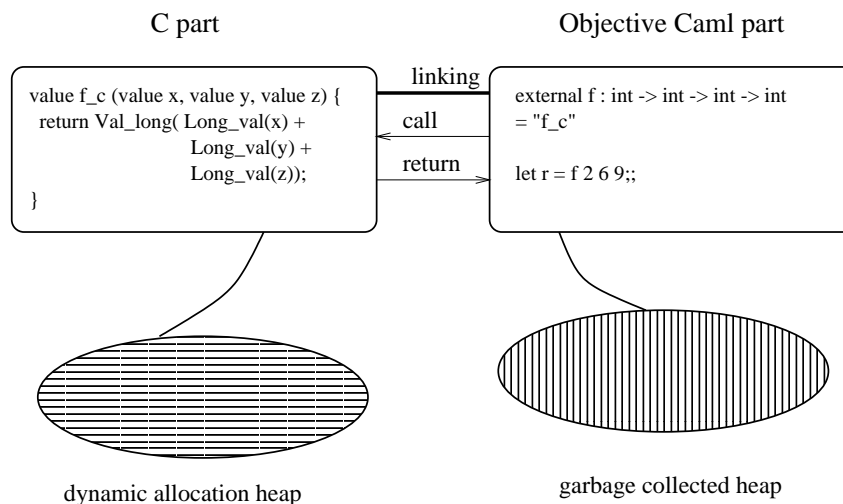 C part
Objective Caml part
value f_c (value x, value y, value z) {
return Val_long( Long_val(x) +
Long_val(y) +
Long_val(z));
}
linking
call
return
external f : int -> int -> int -> int
= "f_c"
let r = f 2 6 9;;
dynamic allocation heap
garbage collected heap